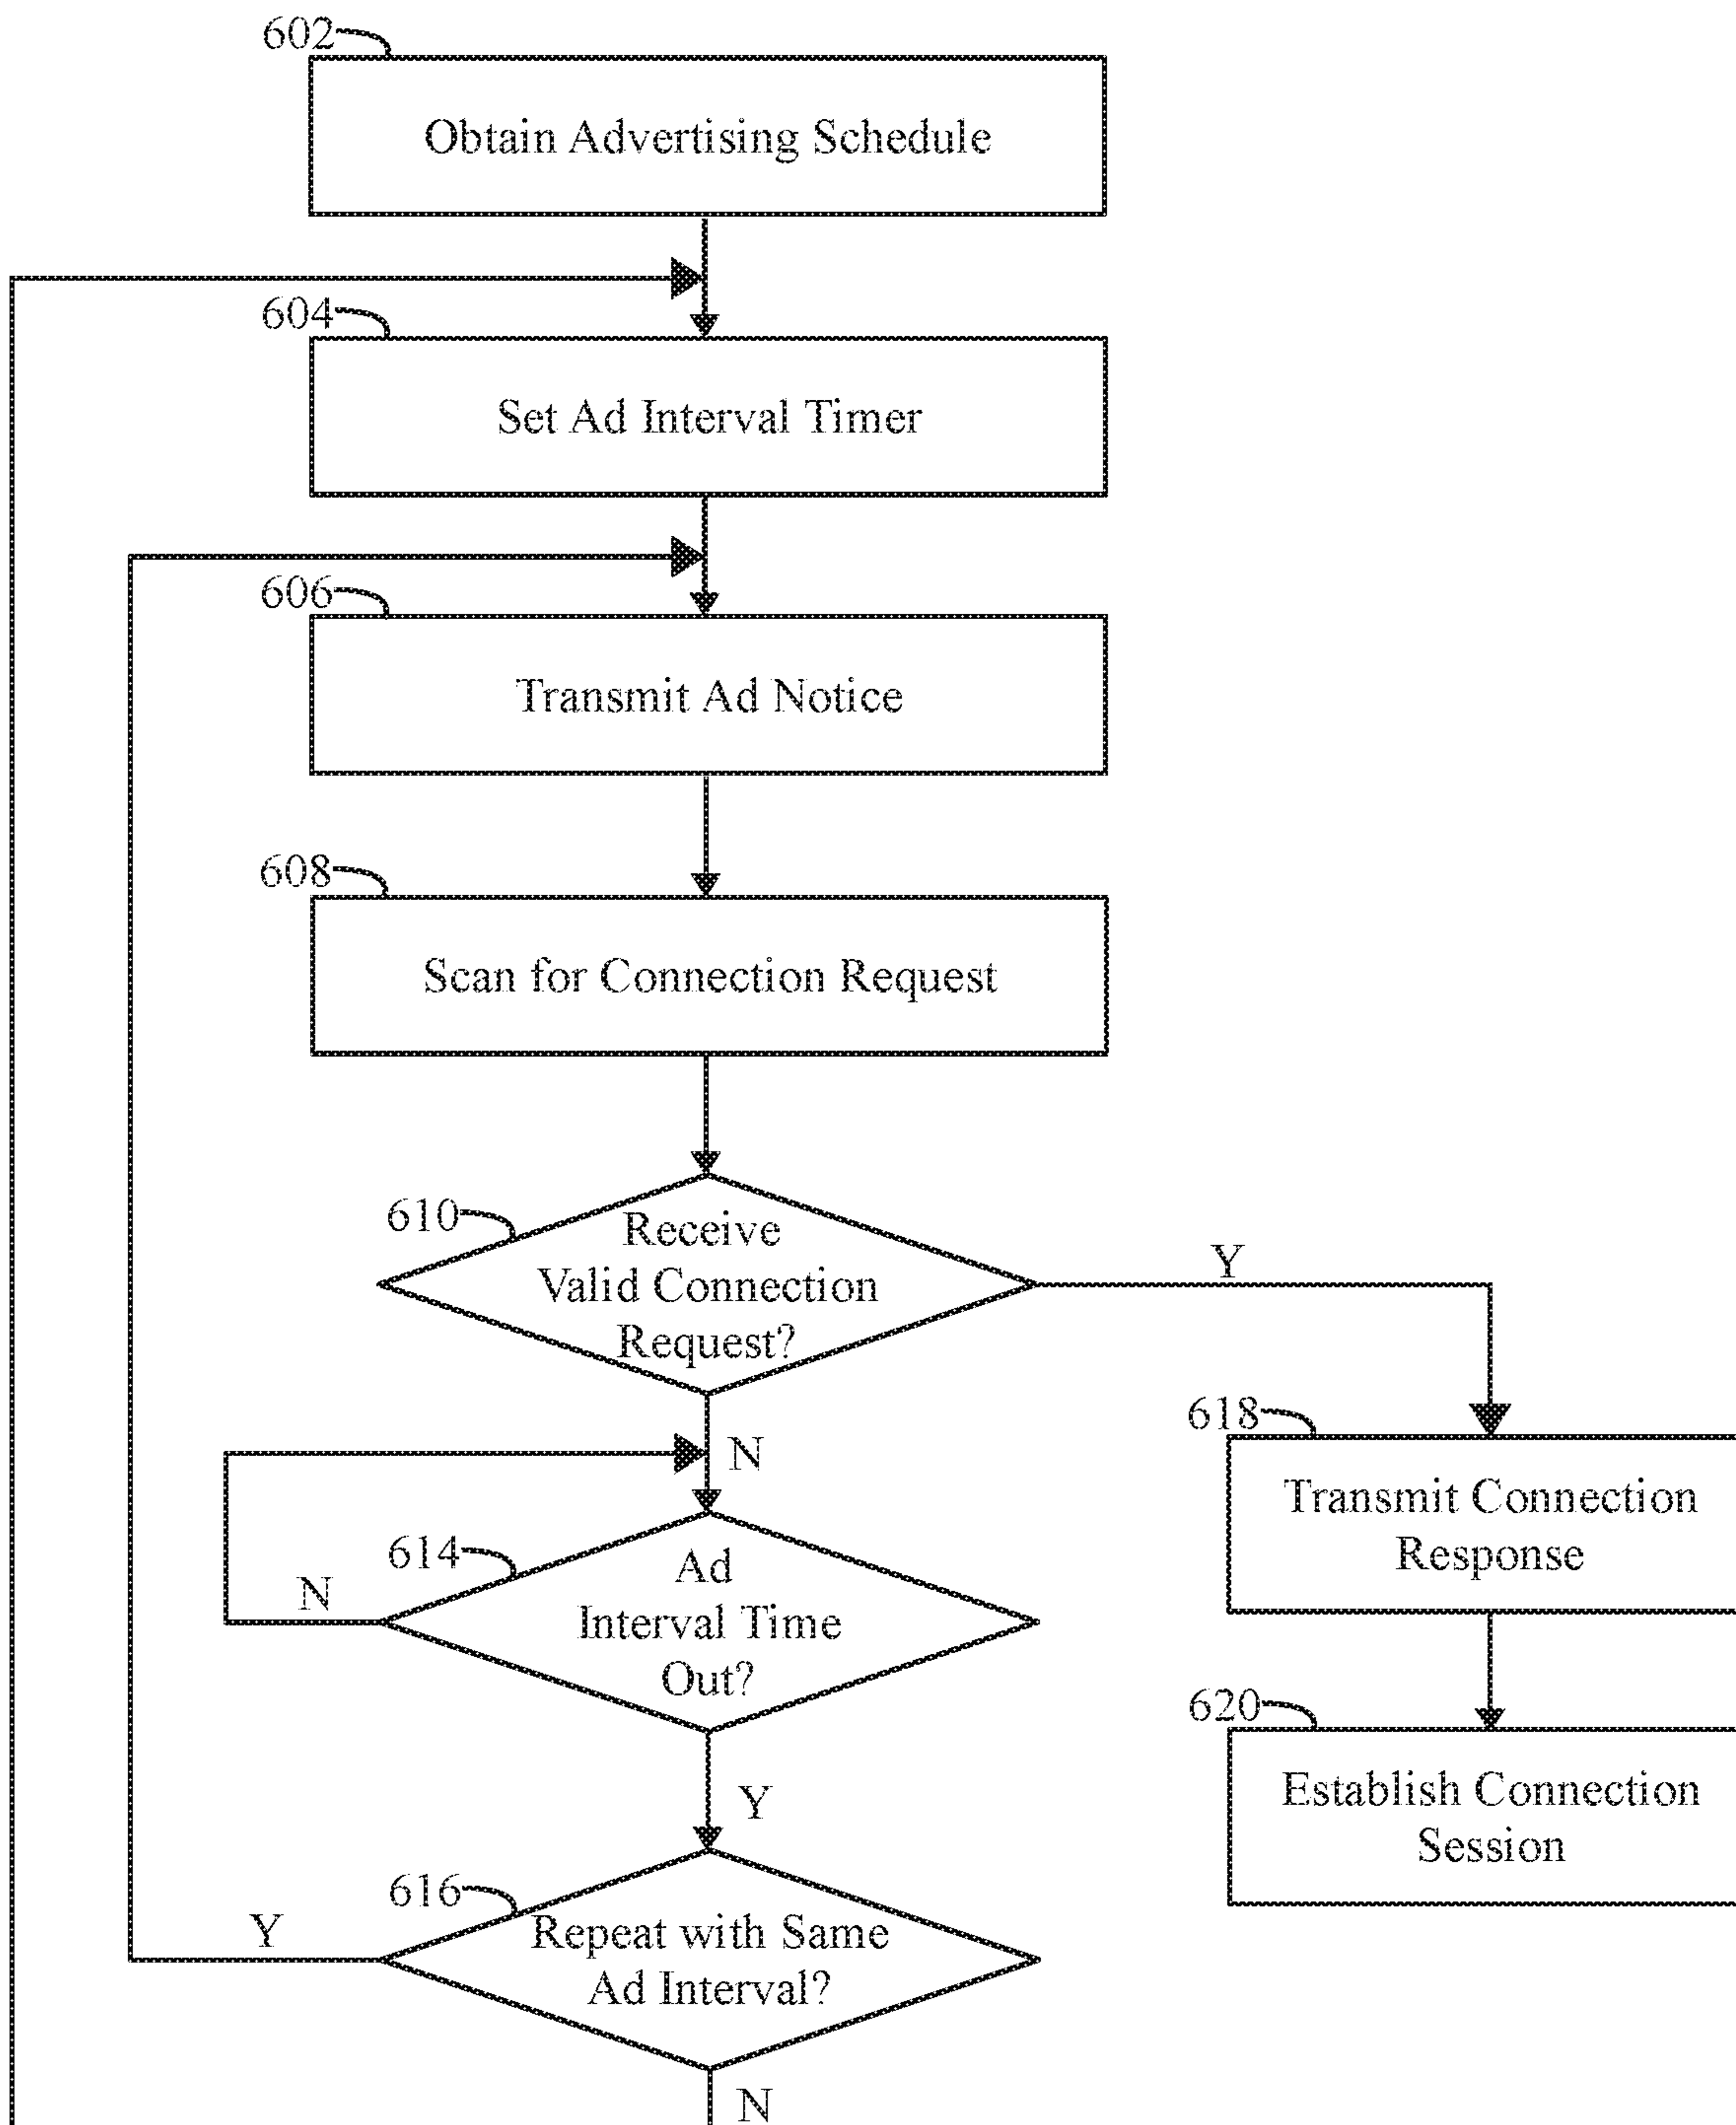 602
Obtain Advertising Schedule
604
Set Ad Interval Timer
606
Transmit Ad Notice
608
Scan for Connection Request
610
Receive
Valid Connection
Request?
Y
N
618
Transmit Connection
Response
614
Ad
Interval Time
Out?
N
Y
620
Establish Connection
Session
616
Repeat with Same
Ad Interval?
Y
N